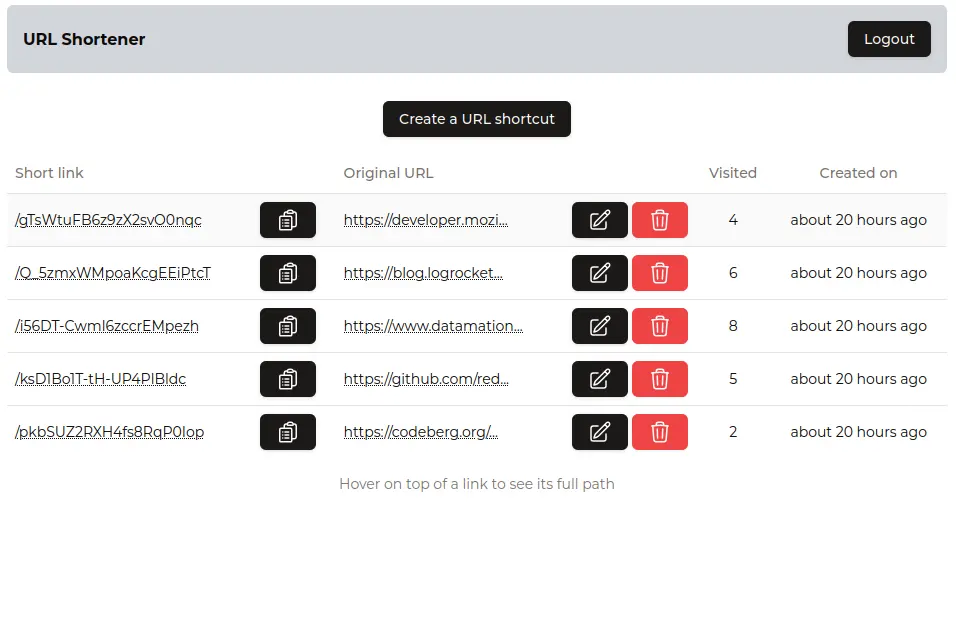 URL Shortener Logout
Create a URL shortcut
Short link Original URL Visited Created on
/gTsWtuFB6z9zX2svO0nqc https://developer.mozi... 4 about 20 hours ago
/Q_5zmxWMpoaKcgEEiPtcT https://blog.logrocket... 6 about 20 hours ago
/i56DT-Cwml6zccrEMpezh https://www.datamation... 8 about 20 hours ago
/ksD1Bo1T-tH-UP4PIBldc https://github.com/red... 5 about 20 hours ago
/pkbSUZ2RXH4fs8RqP0lop https://codeberg.org/... 2 about 20 hours ago
Hover on top of a link to see its full path